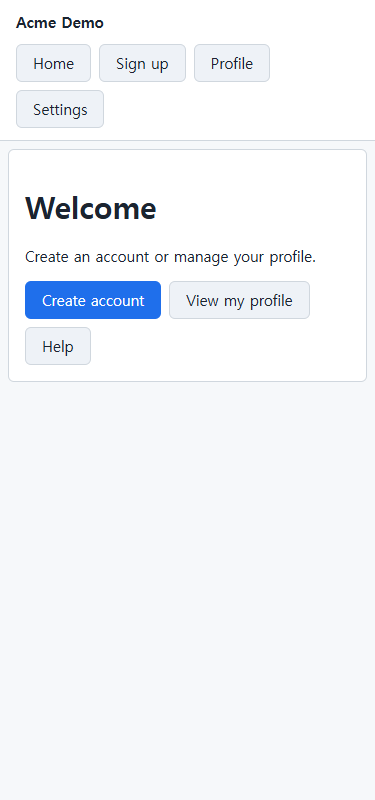 Acme Demo
Home Sign up Profile
Settings
Welcome
Create an account or manage your profile.
Create account View my profile
Help